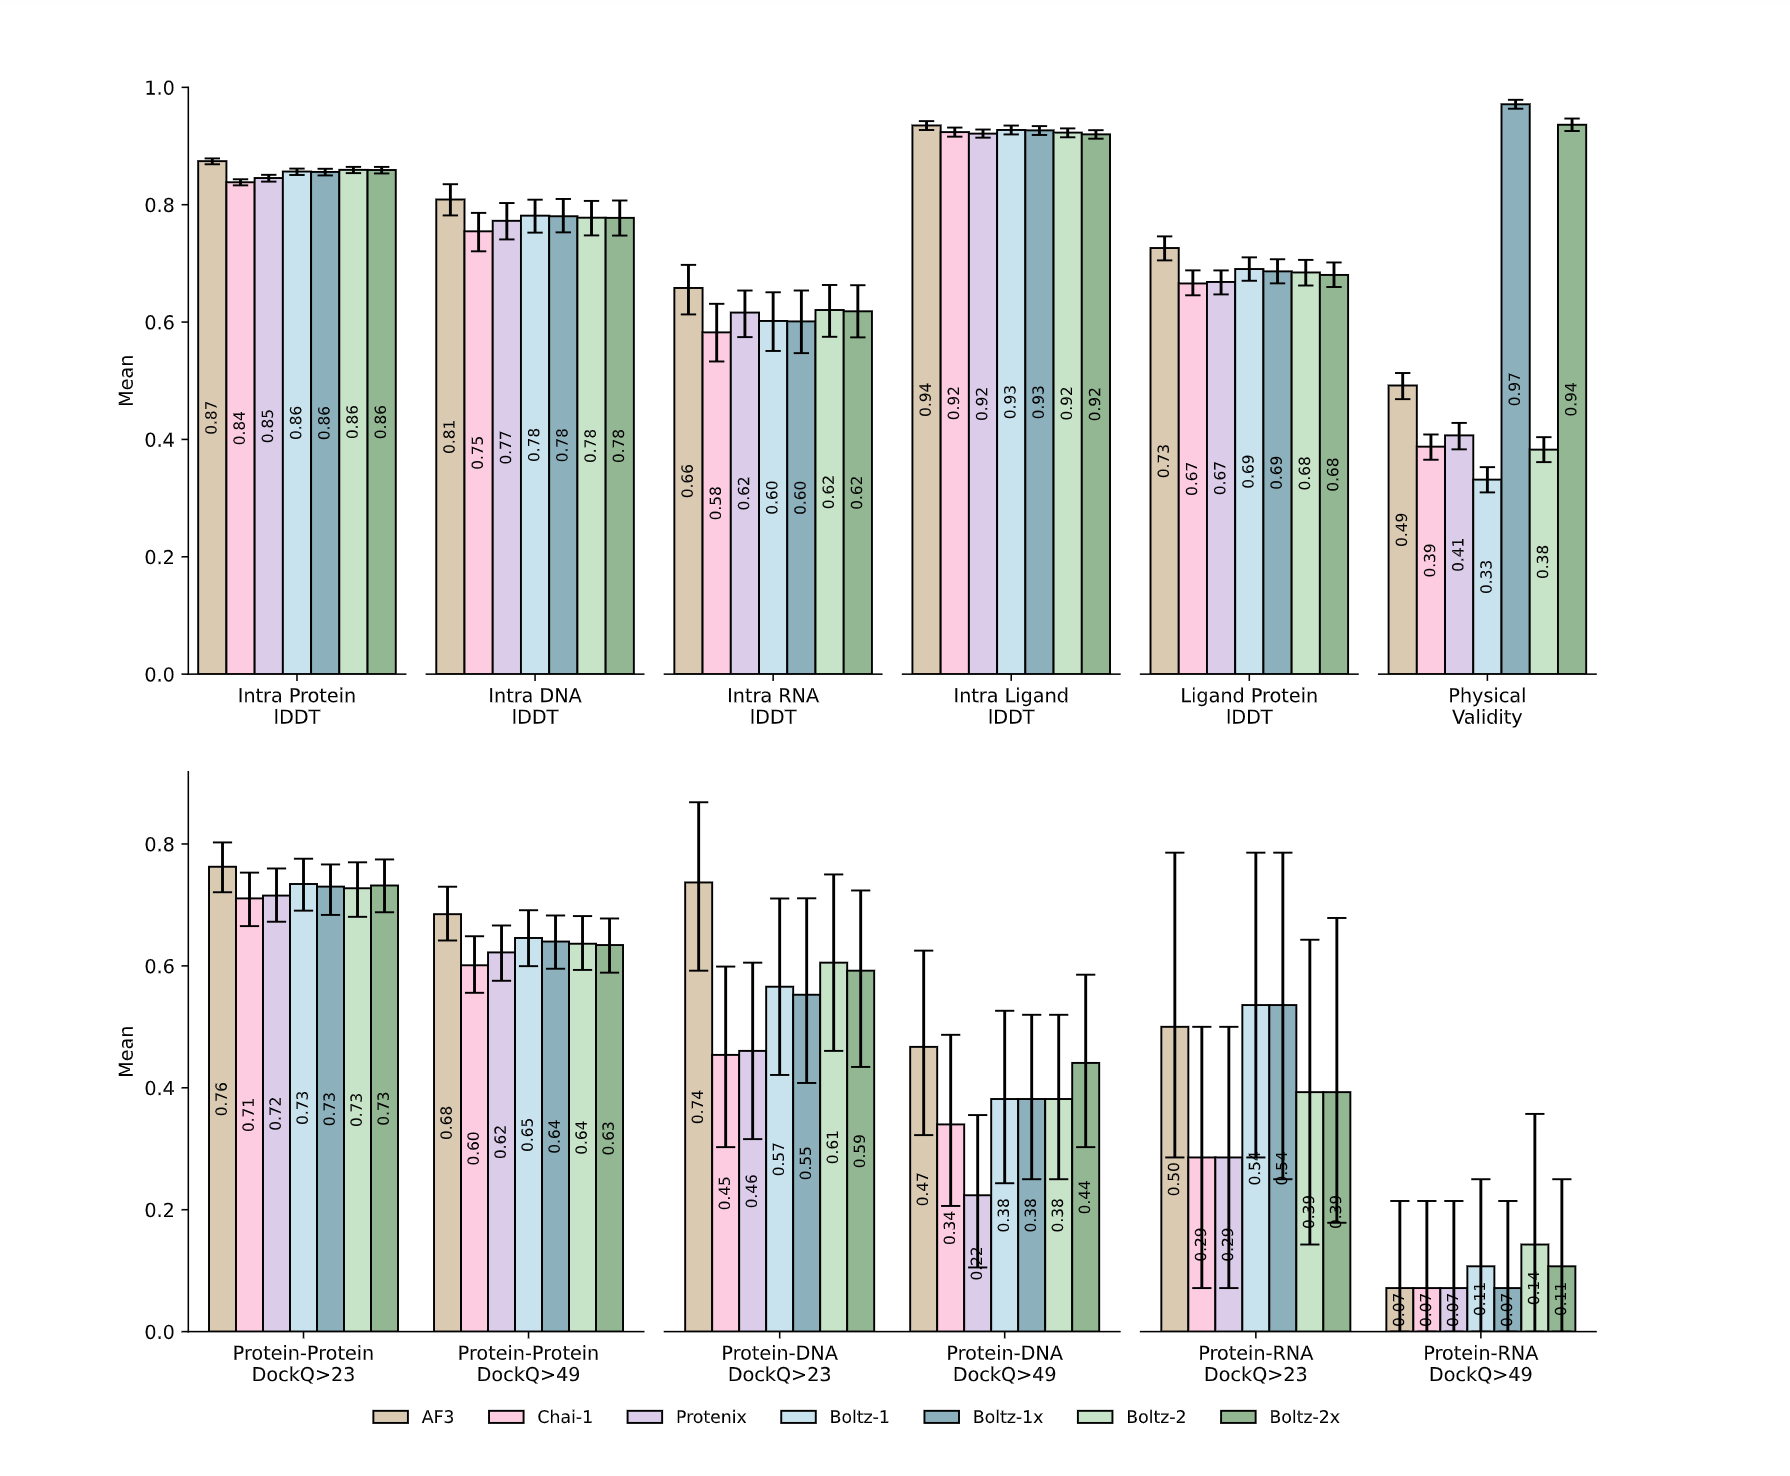 Mean
1.0
0.8
0.6
0.4
0.2
0.0
0.87
0.84
0.85
0.86
0.86
0.86
0.86
0.81
0.75
0.77
0.78
0.78
0.78
0.78
0.66
0.58
0.62
0.60
0.60
0.62
0.62
0.94
0.92
0.92
0.93
0.93
0.92
0.92
0.73
0.67
0.67
0.69
0.69
0.68
0.68
0.49
0.39
0.41
0.33
0.97
0.38
0.94
Intra Protein
lDDT
Intra DNA
lDDT
Intra RNA
lDDT
Intra Ligand
lDDT
Ligand Protein
lDDT
Physical
Validity
Mean
0.8
0.6
0.4
0.2
0.0
0.76
0.71
0.72
0.73
0.73
0.73
0.73
0.68
0.60
0.62
0.65
0.64
0.64
0.63
0.74
0.45
0.46
0.57
0.55
0.61
0.59
0.47
0.34
0.22
0.38
0.38
0.38
0.44
0.50
0.29
0.29
0.54
0.54
0.39
0.39
0.07
0.07
0.07
0.11
0.07
0.14
0.11
Protein-Protein
DockQ>23
Protein-Protein
DockQ>49
Protein-DNA
DockQ>23
Protein-DNA
DockQ>49
Protein-RNA
DockQ>23
Protein-RNA
DockQ>49
AF3
Chai-1
Protenix
Boltz-1
Boltz-1x
Boltz-2
Boltz-2x